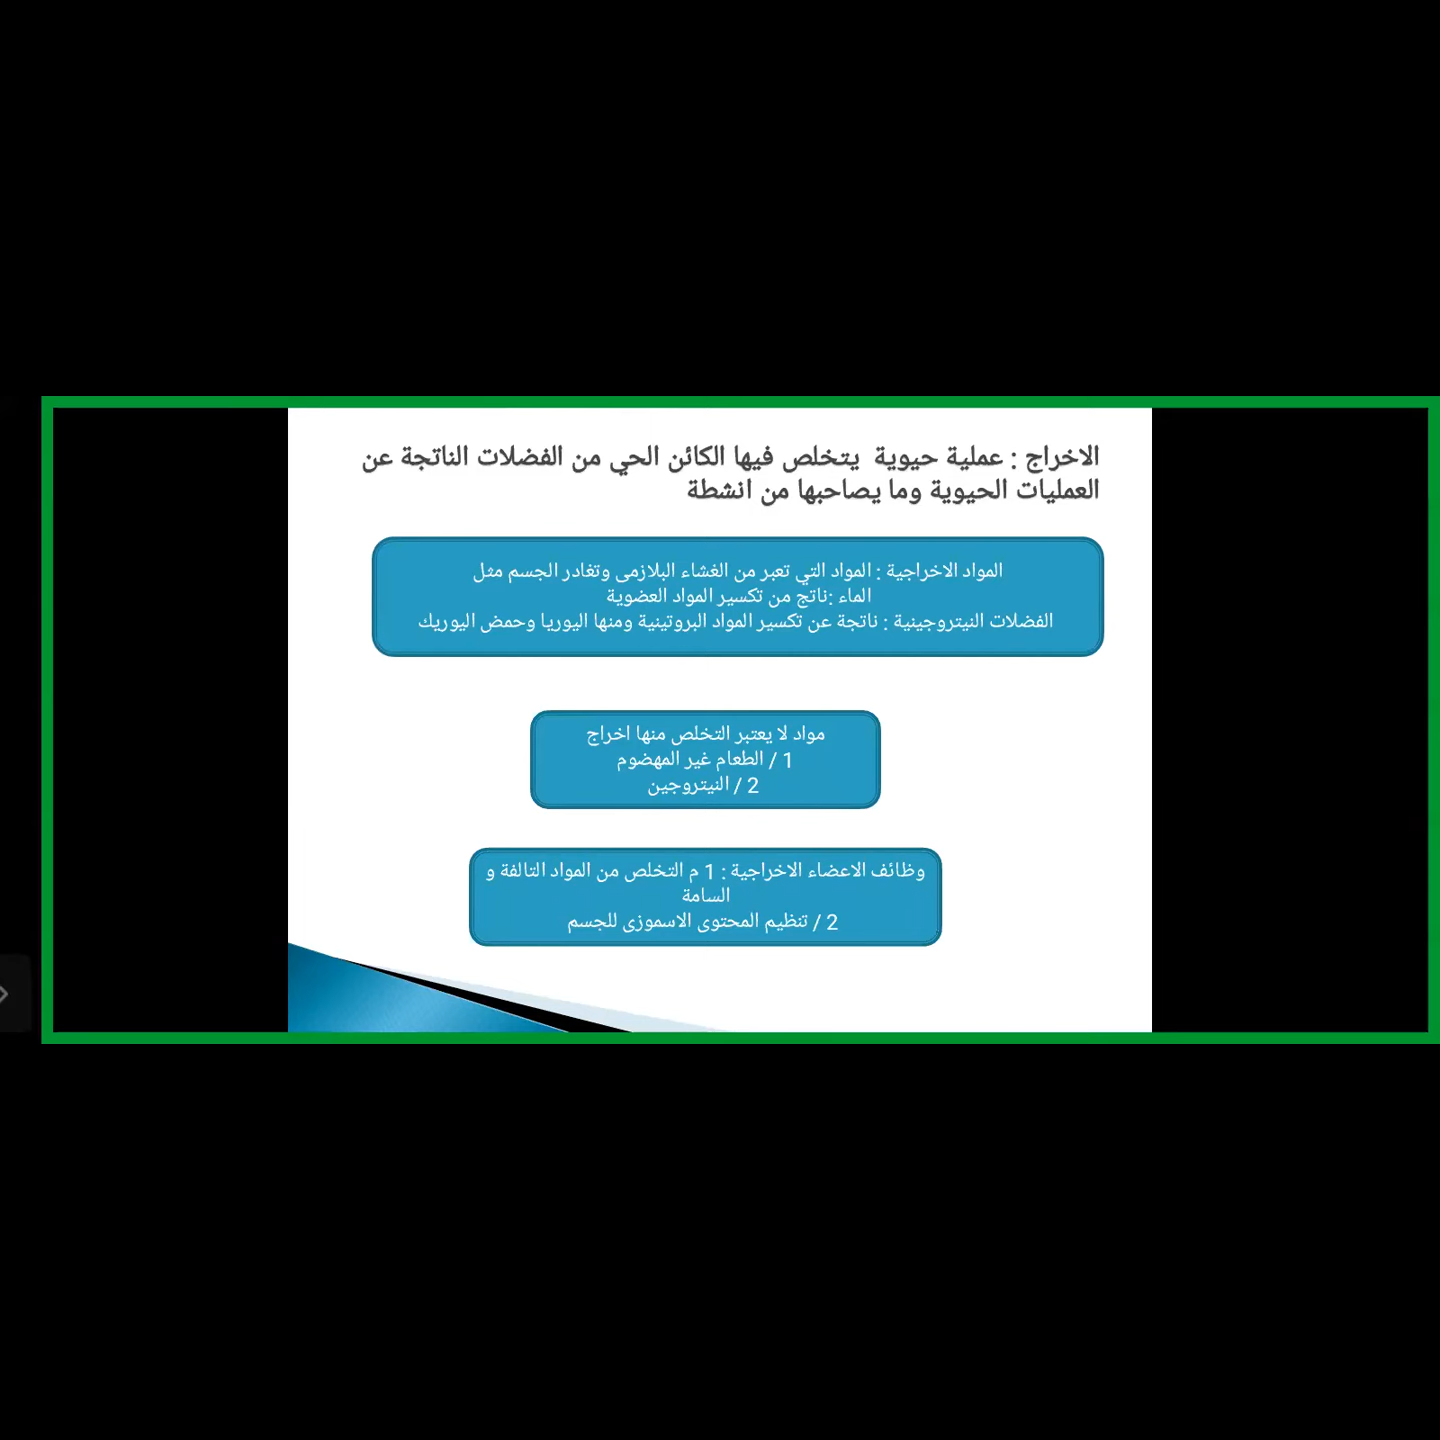 الاخراج : عملية حيوية يتخلص فيها الكائن الحي من الفضلات الناتجة عن
العمليات الحيوية وما يصاحبها من انشطة
المواد الاخراجية : المواد التي تعبر من الغشاء البلازمى وتغادر الجسم مثل
الماء :ناتج من تكسير المواد العضوية
الفضلات النيتروجينية : ناتجة عن تكسير المواد البروتينية ومنها اليوريا وحمض اليوريك
مواد لا يعتبر التخلص منها اخراج
1 / الطعام غير المهضوم
2 / النيتروجين
وظائف الاعضاء الاخراجية : 1 م التخلص من المواد التالفة و
السامة
2 / تنظيم المحتوى الاسموزى للجسم